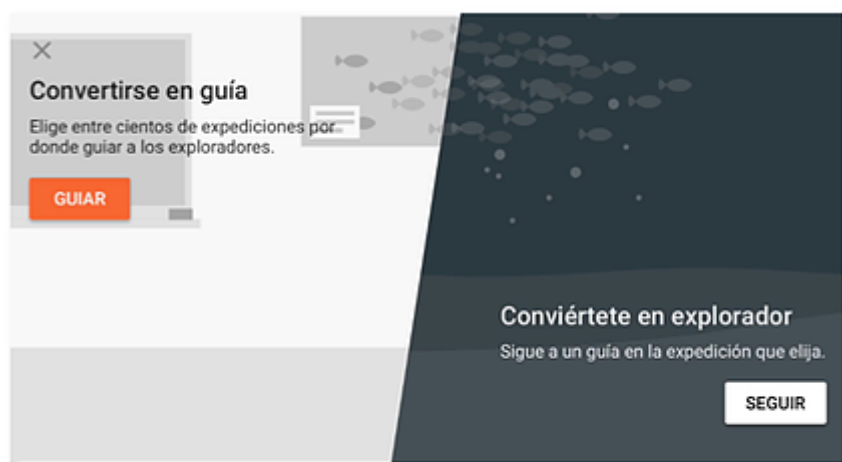 Convertirse en guía
Elige entre cientos de expediciones por
donde guiar a los exploradores.
GUIAR
Conviértete en explorador
Sigue a un guía en la expedición que elija.
SEGUIR